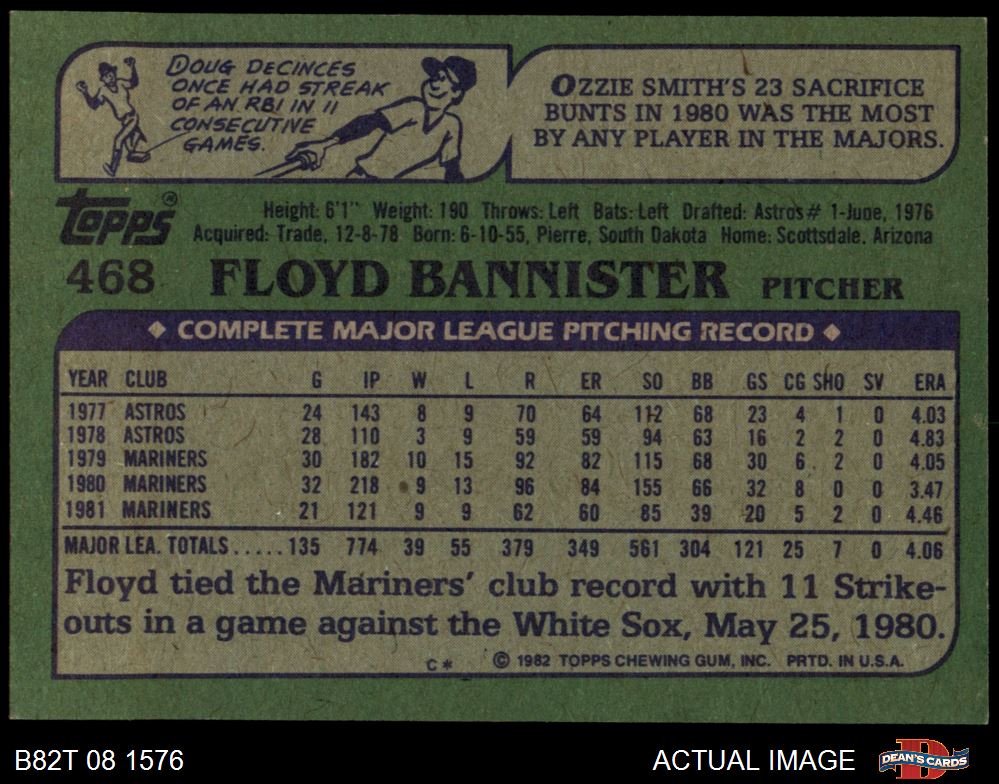 DOUG DECINCES
ONCE HAD STREAK
OF AN RBI IN 11
CONSECUTIVE
GAMES.
OZZIE SMITH'S 23 SACRIFICE
BUNTS IN 1980 WAS THE MOST
BY ANY PLAYER IN THE MAJORS.
TOPPS®
Height: 6'1" Weight: 190 Throws: Left Bats: Left Drafted: Astros # 1-June, 1976
Acquired: Trade, 12-8-78 Born: 6-10-55, Pierre, South Dakota Home: Scottsdale, Arizona
468 FLOYD BANNISTER PITCHER
◆ COMPLETE MAJOR LEAGUE PITCHING RECORD ◆
YEAR CLUB G IP W L R ER SO BB GS CG SHO SV ERA
1977 ASTROS 24 143 8 9 70 64 112 68 23 4 1 0 4.03
1978 ASTROS 28 110 3 9 59 59 94 63 16 2 2 0 4.83
1979 MARINERS 30 182 10 15 92 82 115 68 30 6 2 0 4.05
1980 MARINERS 32 218 9 13 96 84 155 66 32 8 0 0 3.47
1981 MARINERS 21 121 9 9 62 60 85 39 20 5 2 0 4.46
MAJOR LEA. TOTALS.....135 774 39 55 379 349 561 304 121 25 7 0 4.06
Floyd tied the Mariners' club record with 11 Strike-
outs in a game against the White Sox, May 25, 1980.
C* © 1982 TOPPS CHEWING GUM, INC. PRTD. IN U.S.A.
B82T 08 1576 ACTUAL IMAGE D DEAN'S CARDS